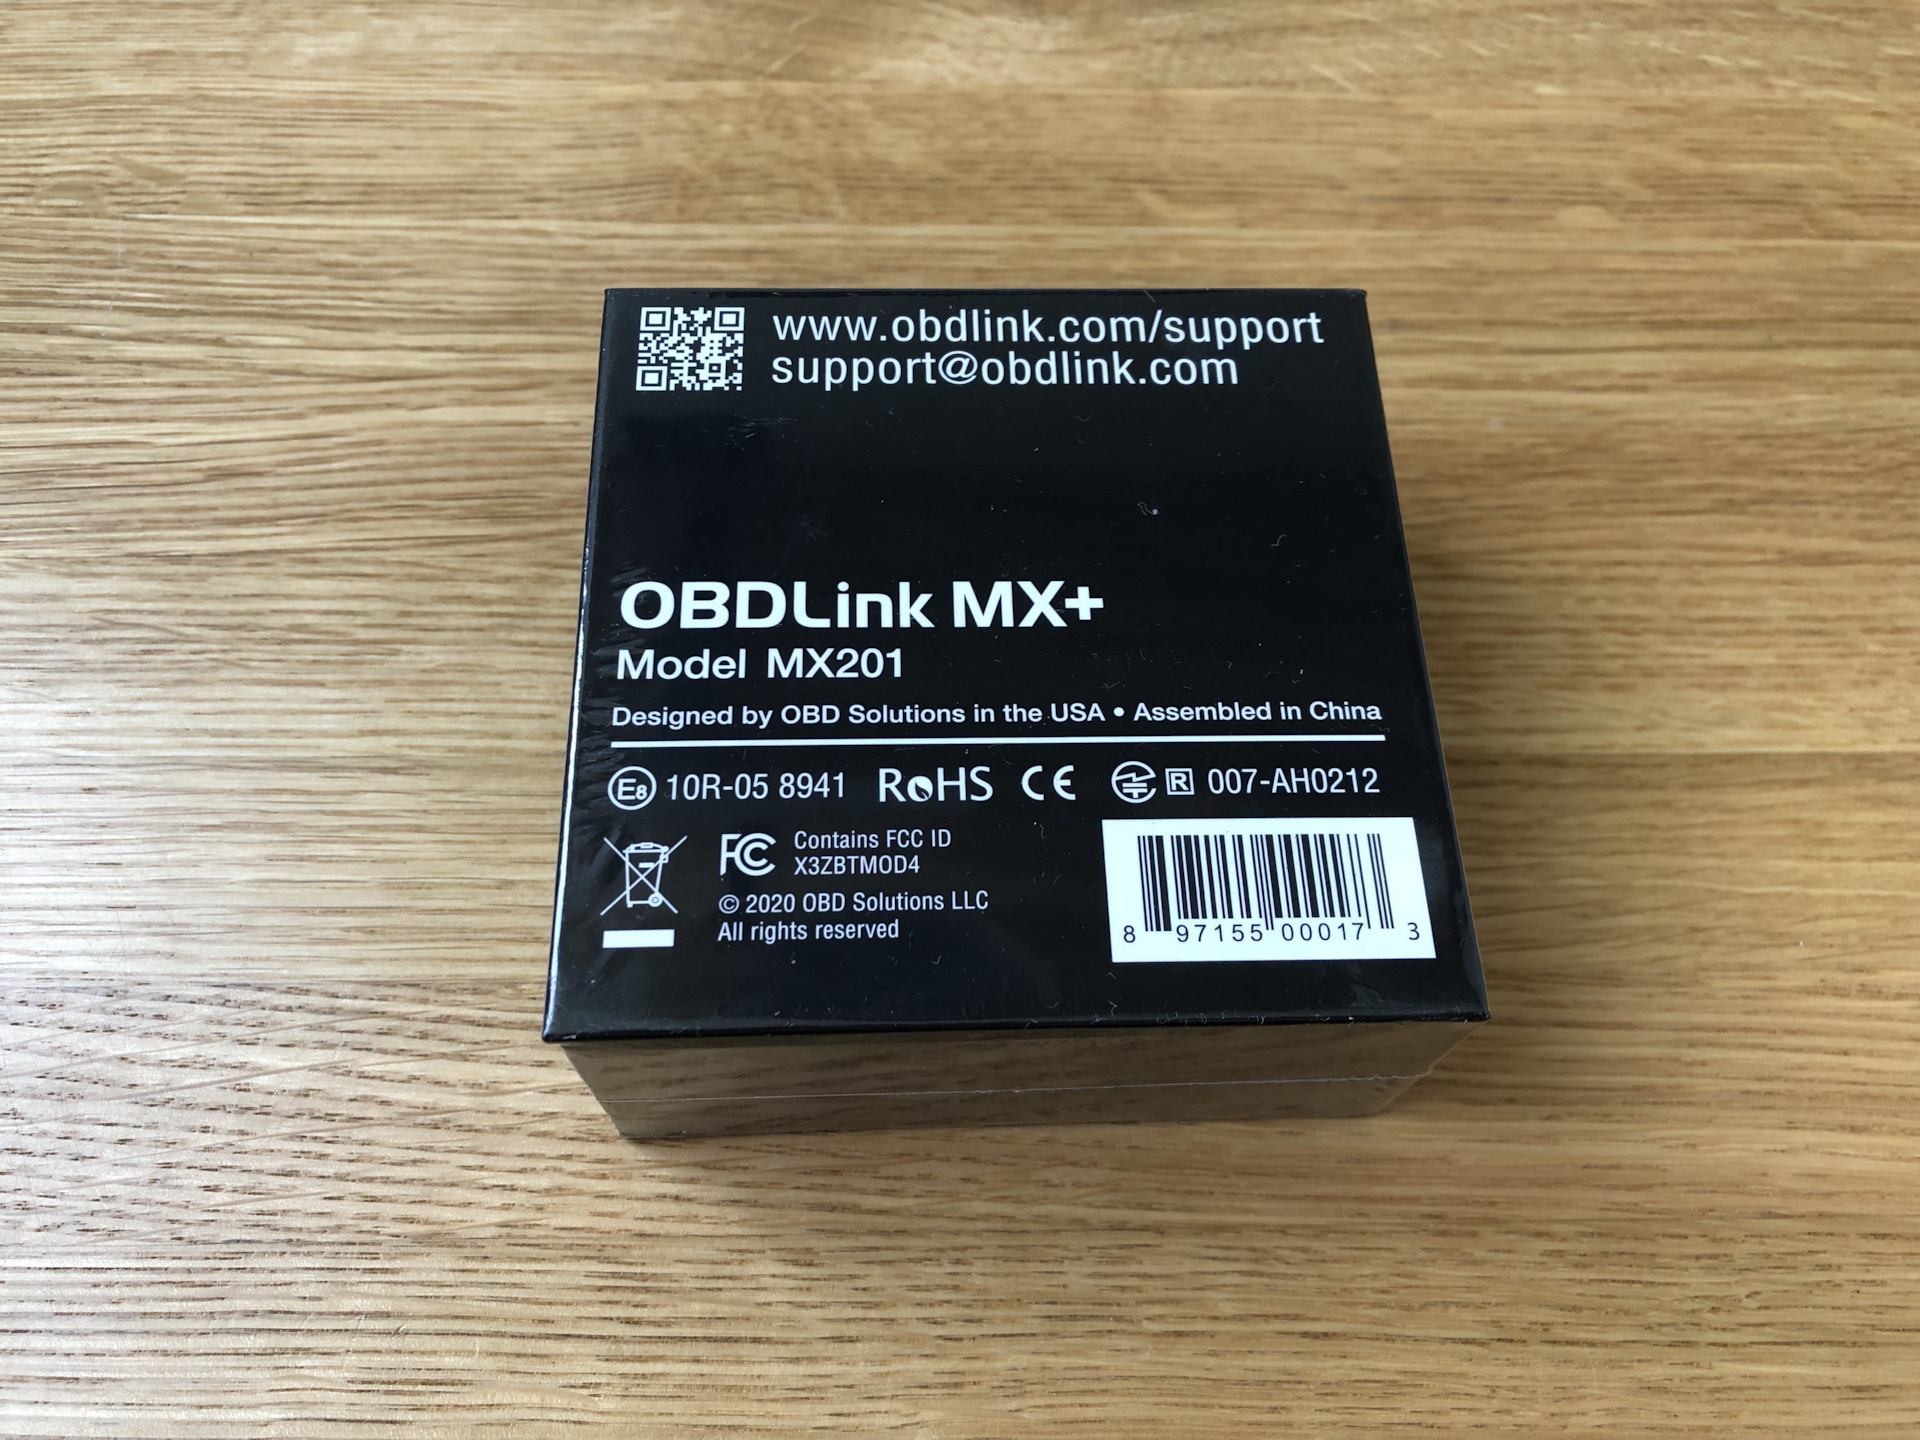 www.obdlink.com/support
support@obdlink.com
OBDLink MX+
Model MX201
Designed by OBD Solutions in the USA • Assembled in China
E8 10R-05 8941 RoHS CE R 007-AH0212
FC Contains FCC ID
X3ZBTMOD4
© 2020 OBD Solutions LLC
All rights reserved
8 97155 00017 3